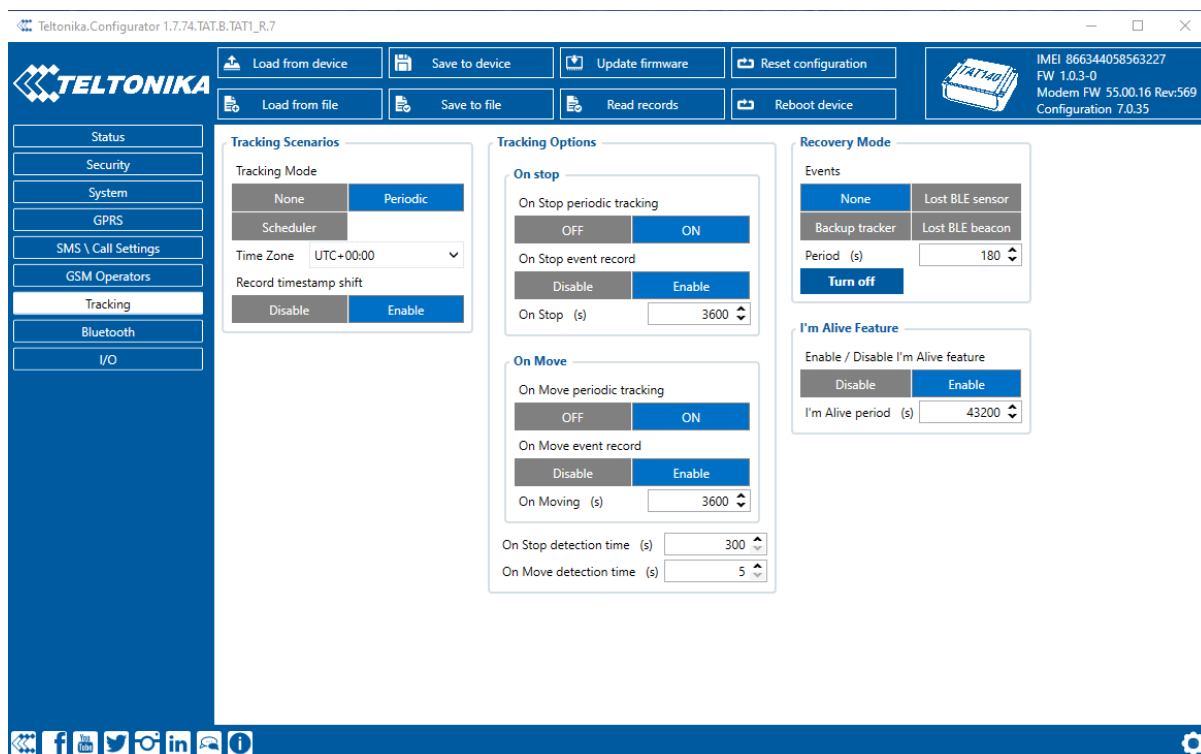 Teltonika.Configurator 1.7.74.TAT.B.TAT1_R.7
TELTONIKA
Load from device
Save to device
Update firmware
Reset configuration
Load from file
Save to file
Read records
Reboot device
TAT140
IMEI 866344058563227
FW 1.0.3-0
Modem FW 55.00.16 Rev:569
Configuration 7.0.35
Status
Security
System
GPRS
SMS \ Call Settings
GSM Operators
Tracking
Bluetooth
I/O
Tracking Scenarios
Tracking Mode
None Periodic
Scheduler
Time Zone UTC+00:00
Record timestamp shift
Disable Enable
Tracking Options
On stop
On Stop periodic tracking
OFF ON
On Stop event record
Disable Enable
On Stop (s) 3600
On Move
On Move periodic tracking
OFF ON
On Move event record
Disable Enable
On Moving (s) 3600
On Stop detection time (s) 300
On Move detection time (s) 5
Recovery Mode
Events
None Lost BLE sensor
Backup tracker Lost BLE beacon
Period (s) 180
Turn off
I'm Alive Feature
Enable / Disable I'm Alive feature
Disable Enable
I'm Alive period (s) 43200
You
Tube